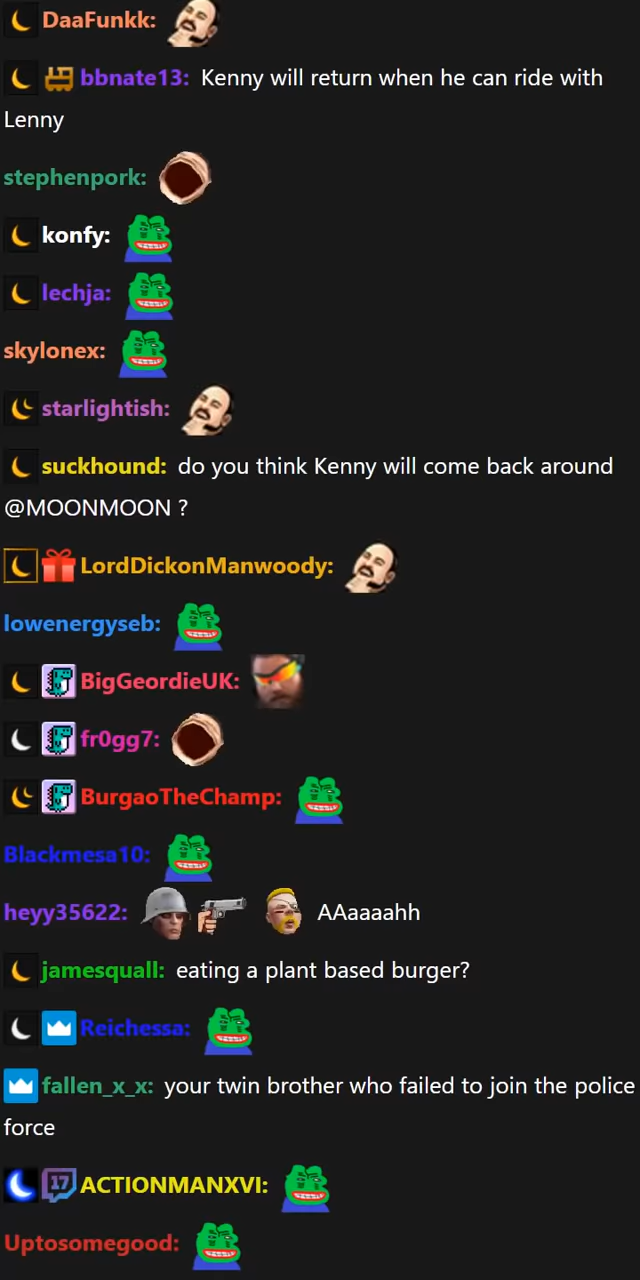 DaaFunkk:
bbnate13: Kenny will return when he can ride with
Lenny
stephenpork:
konfy:
lechja:
skylonex:
starlightish:
suckhound: do you think Kenny will come back around
@MOONMOON ?
LordDickonManwoody:
lowenergyseb:
BigGeordieUK:
fr0gg7:
BurgaoTheChamp:
Blackmesa10:
heyy35622: AAaaaahh
jamesquall: eating a plant based burger?
Reichessa:
fallen_x_x: your twin brother who failed to join the police
force
17 ACTIONMANXVI:
Uptosomegood: